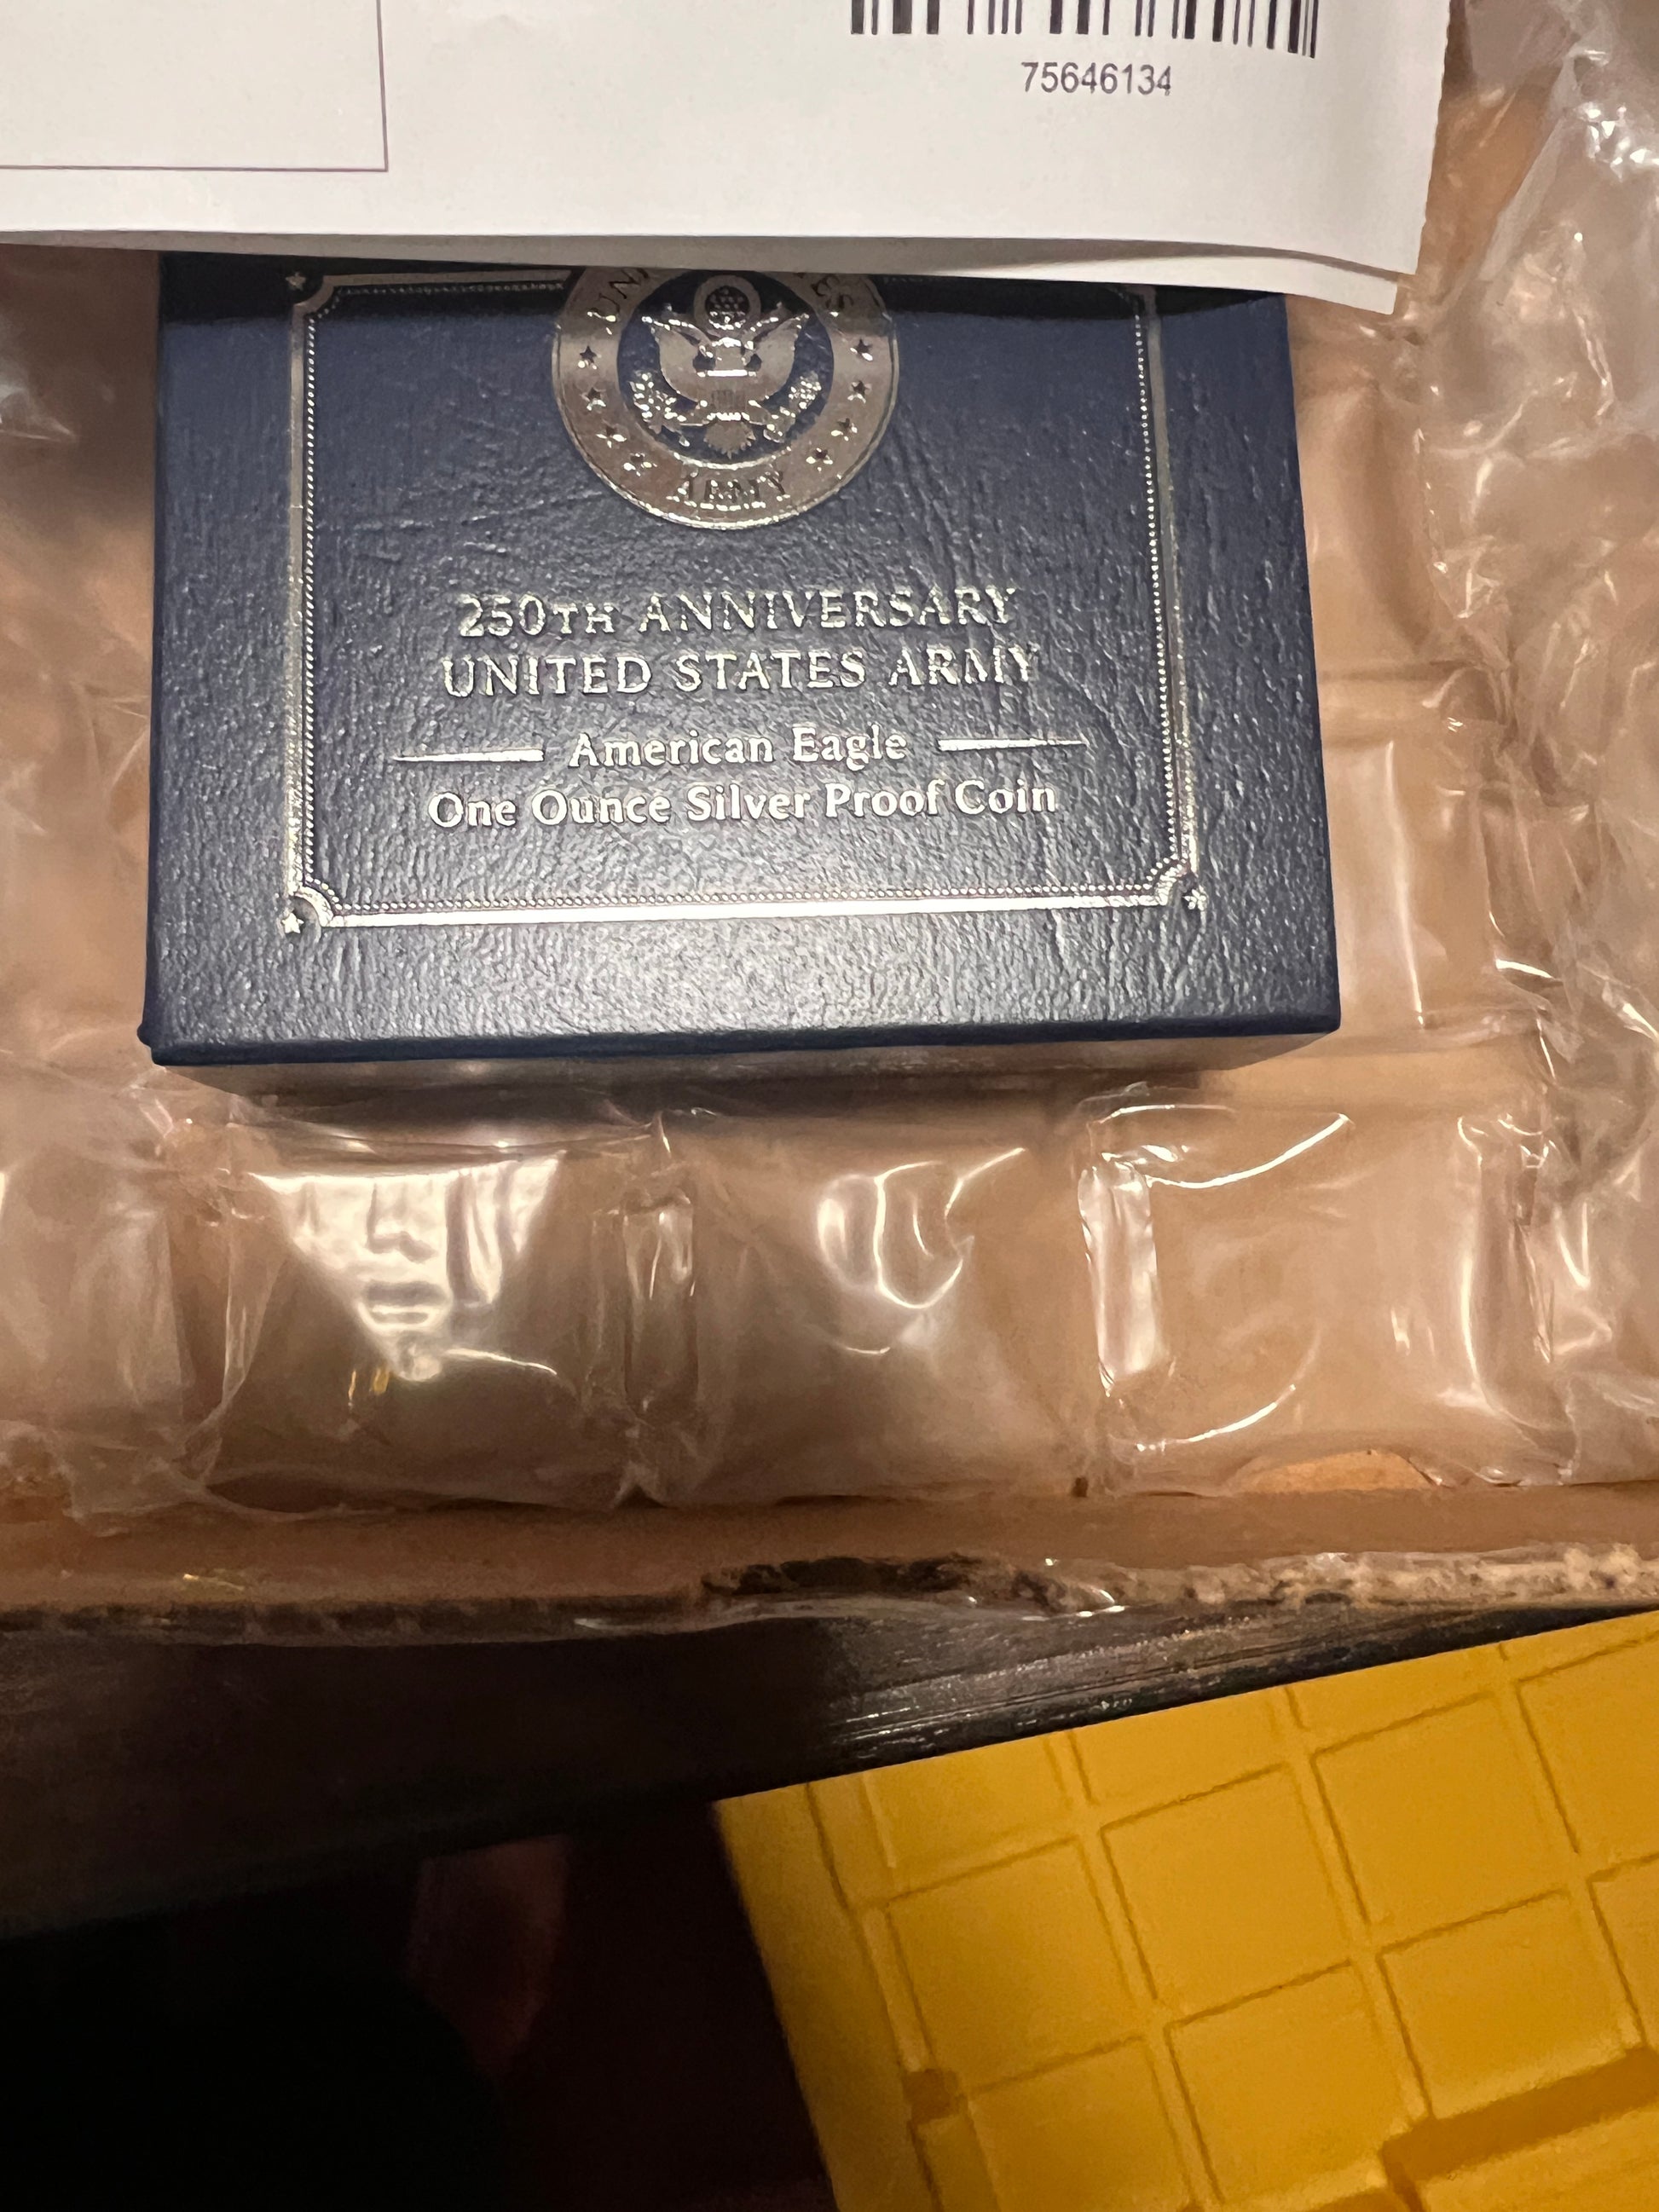 75646134
ARMY
250TH ANNIVERSARY
UNITED STATES ARMY
American Eagle
One Ounce Silver Proof Coin